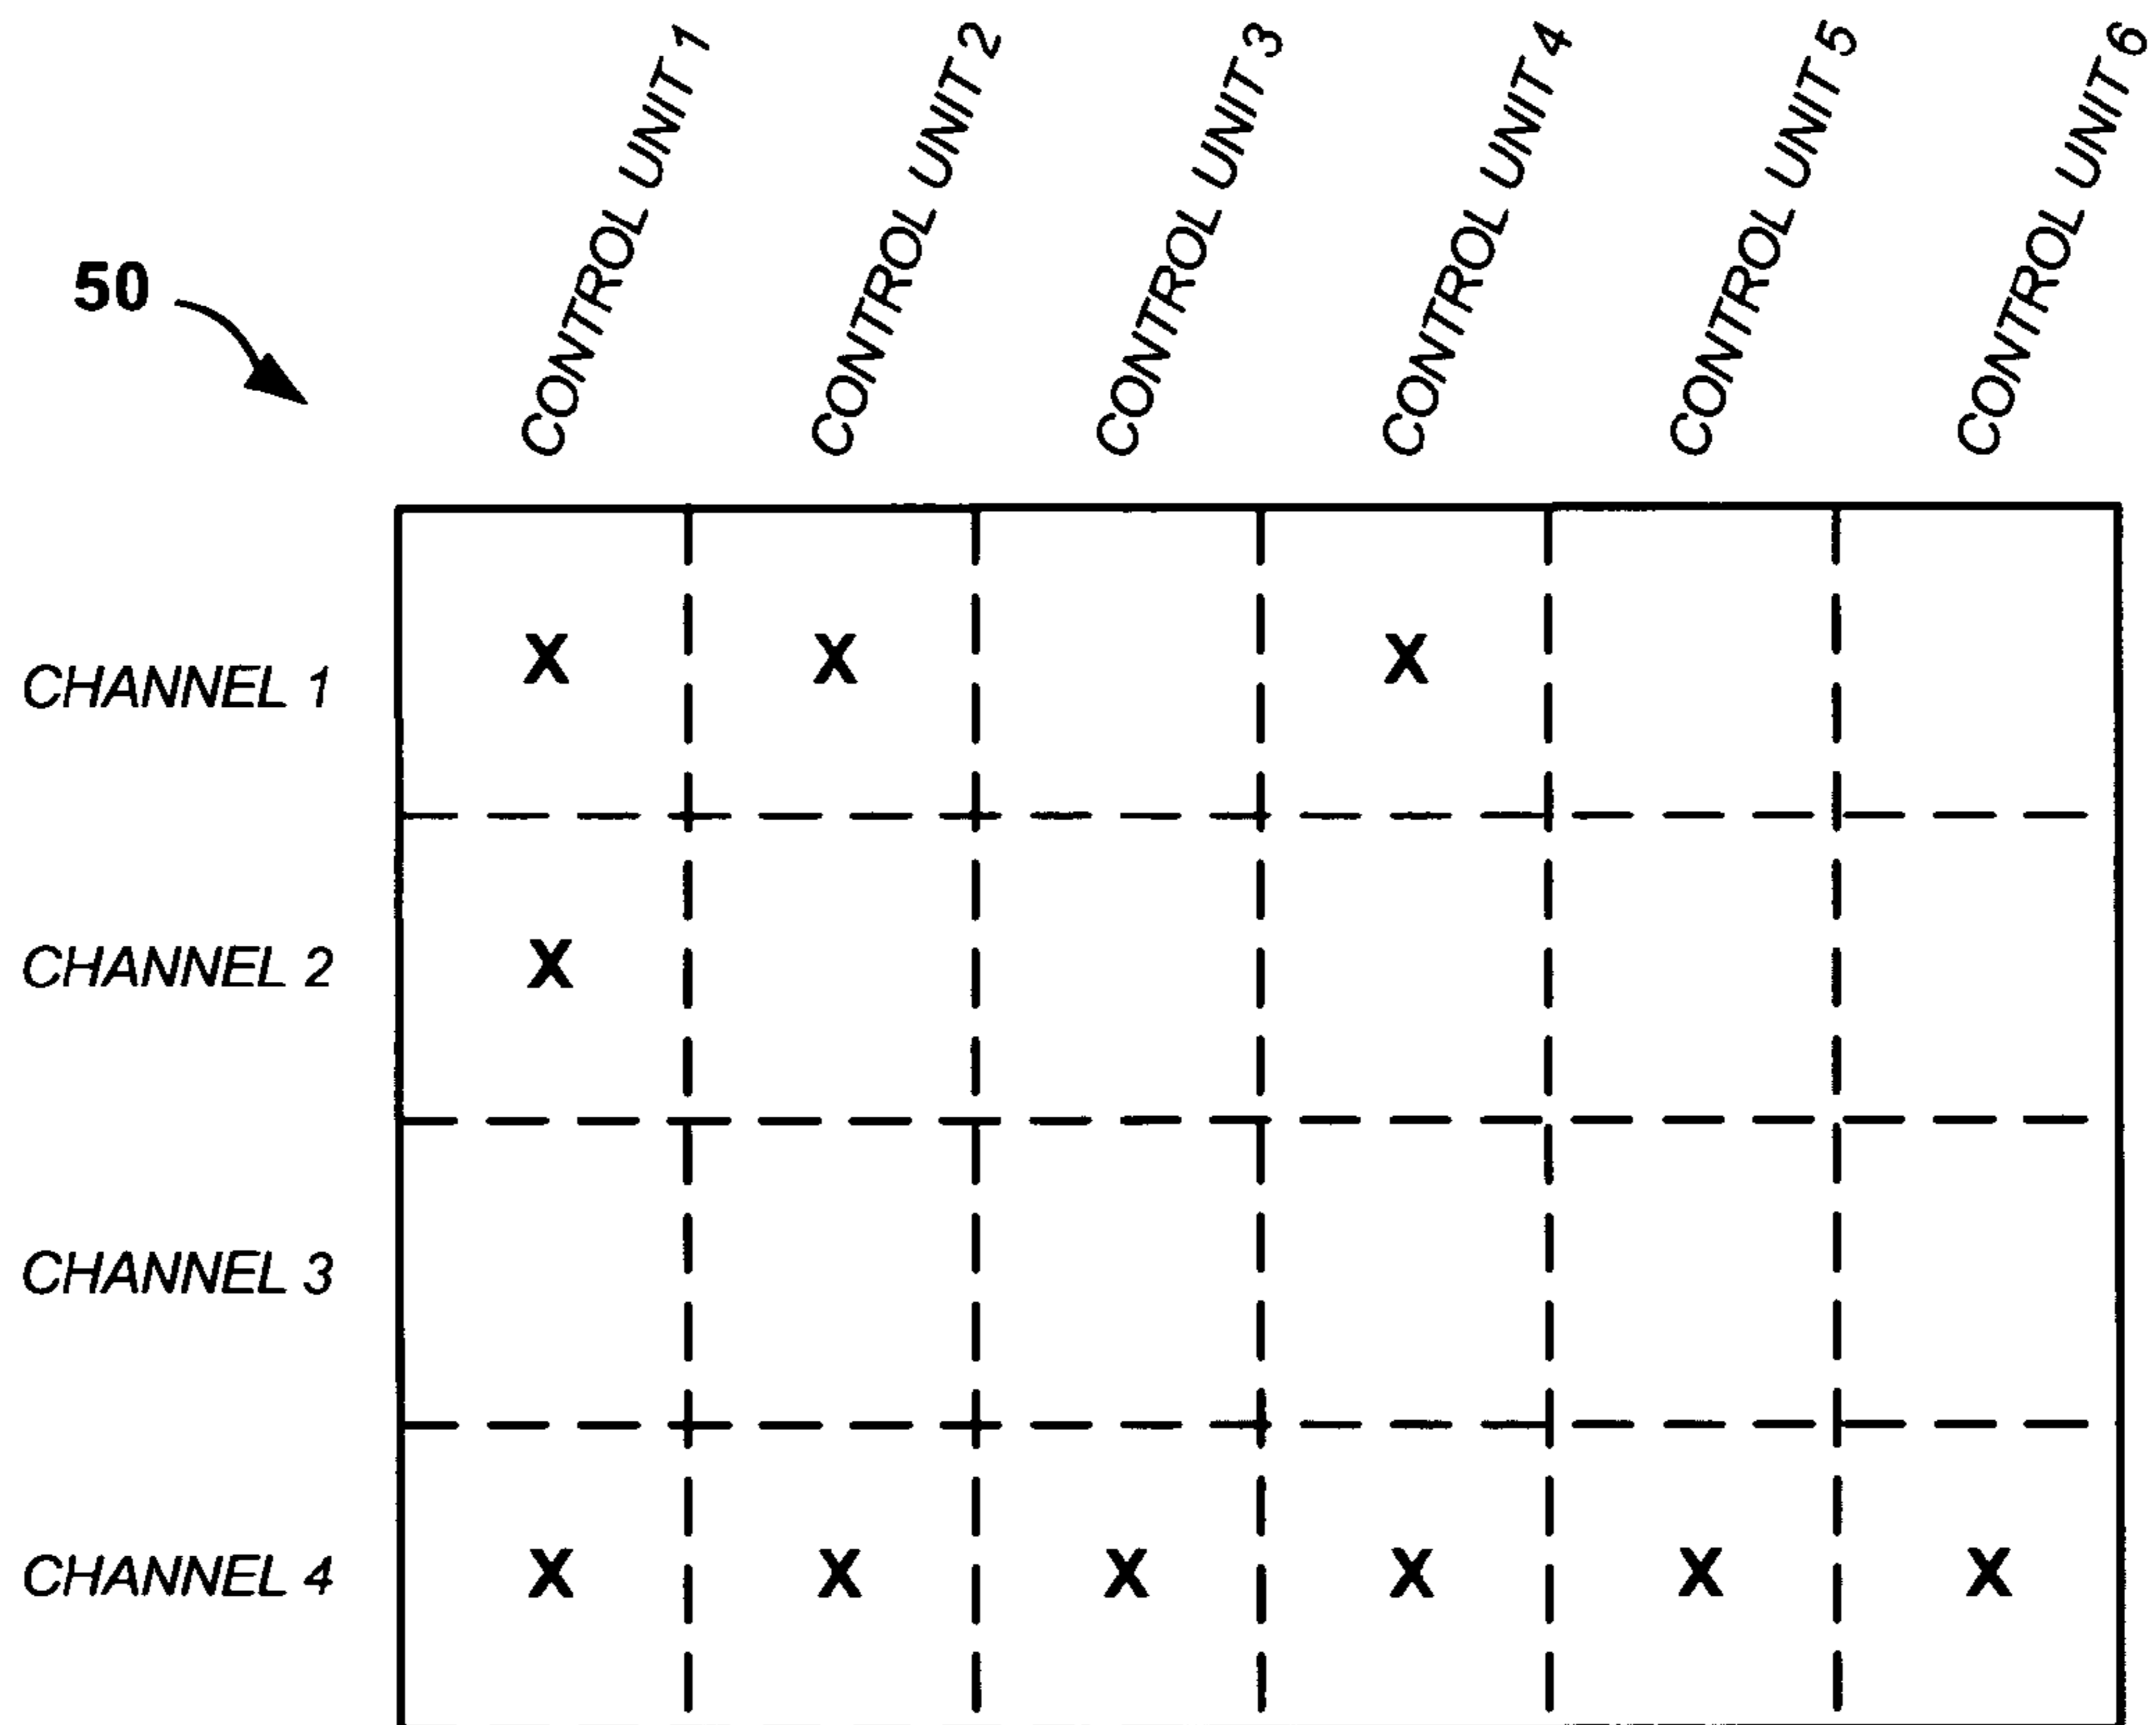 CONTROL UNIT 1
CONTROL UNIT 2
CONTROL UNIT 3
CONTROL UNIT 4
CONTROL UNIT 5
CONTROL UNIT 6
50
CHANNEL 1
X X X
CHANNEL 2
X
CHANNEL 3
CHANNEL 4
X X X X X X